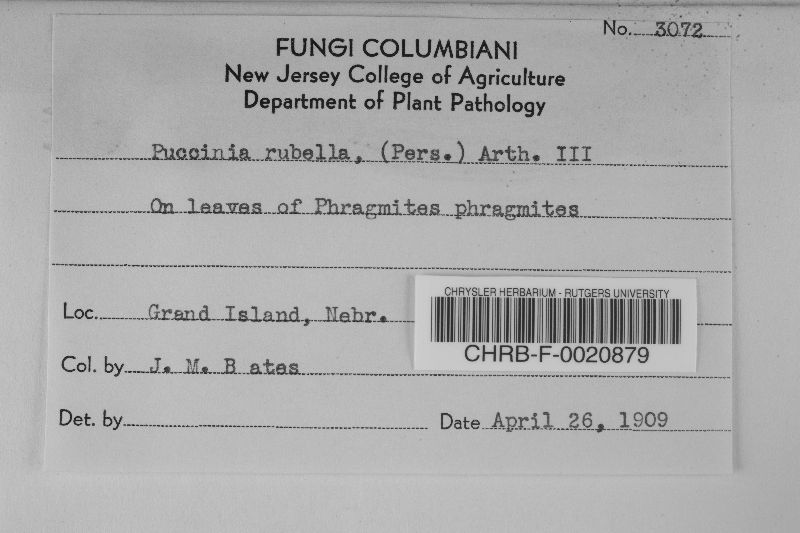 No. 3072
FUNGI COLUMBIANI
New Jersey College of Agriculture
Department of Plant Pathology
Puccinia rubella, (Pers.) Arth. III
On leaves of Phragmites phragmites
Loc. Grand Island, Nebr.
CHRYSLER HERBARIUM - RUTGERS UNIVERSITY
CHRB-F-0020879
Col. by J. M. B ates
Det. by
Date April 26, 1909